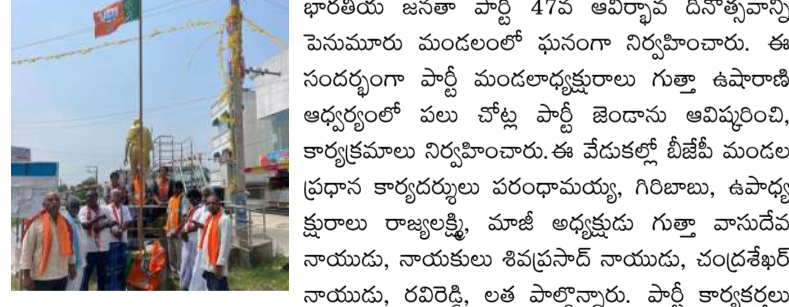 భారతీయ జనతా పార్టీ 47వ ఆవిర్భావ దినోత్సవాన్ని
పెనుమూరు మండలంలో ఘనంగా నిర్వహించారు. ఈ
సందర్భంగా పార్టీ మండలాధ్యక్షురాలు గుత్తా ఉషారాణి
ఆధ్వర్యంలో పలు చోట్ల పార్టీ జెండాను ఆవిష్కరించి,
కార్యక్రమాలు నిర్వహించారు.ఈ వేడుకల్లో బీజేపీ మండల
ప్రధాన కార్యదర్శులు పరంధామయ్య, గిరిబాబు, ఉపాధ్య
క్షురాలు రాజ్యలక్ష్మి, మాజీ అధ్యక్షుడు గుత్తా వాసుదేవ
నాయుడు, నాయకులు శివప్రసాద్ నాయుడు, చంద్రశేఖర్
నాయుడు, రవిరెడ్డి, లత పాల్గొన్నారు. పార్టీ కార్యకర్తలు